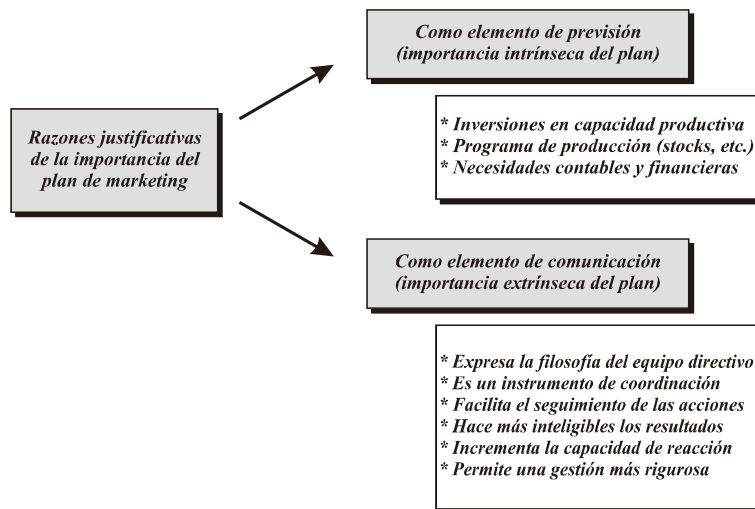 Razones justificativas
de la importancia del
plan de marketing
Como elemento de previsión
(importancia intrínseca del plan)
* Inversiones en capacidad productiva
* Programa de producción (stocks, etc.)
* Necesidades contables y financieras
Como elemento de comunicación
(importancia extrínseca del plan)
* Expresa la filosofía del equipo directivo
* Es un instrumento de coordinación
* Facilita el seguimiento de las acciones
* Hace más inteligibles los resultados
* Incrementa la capacidad de reacción
* Permite una gestión más rigurosa